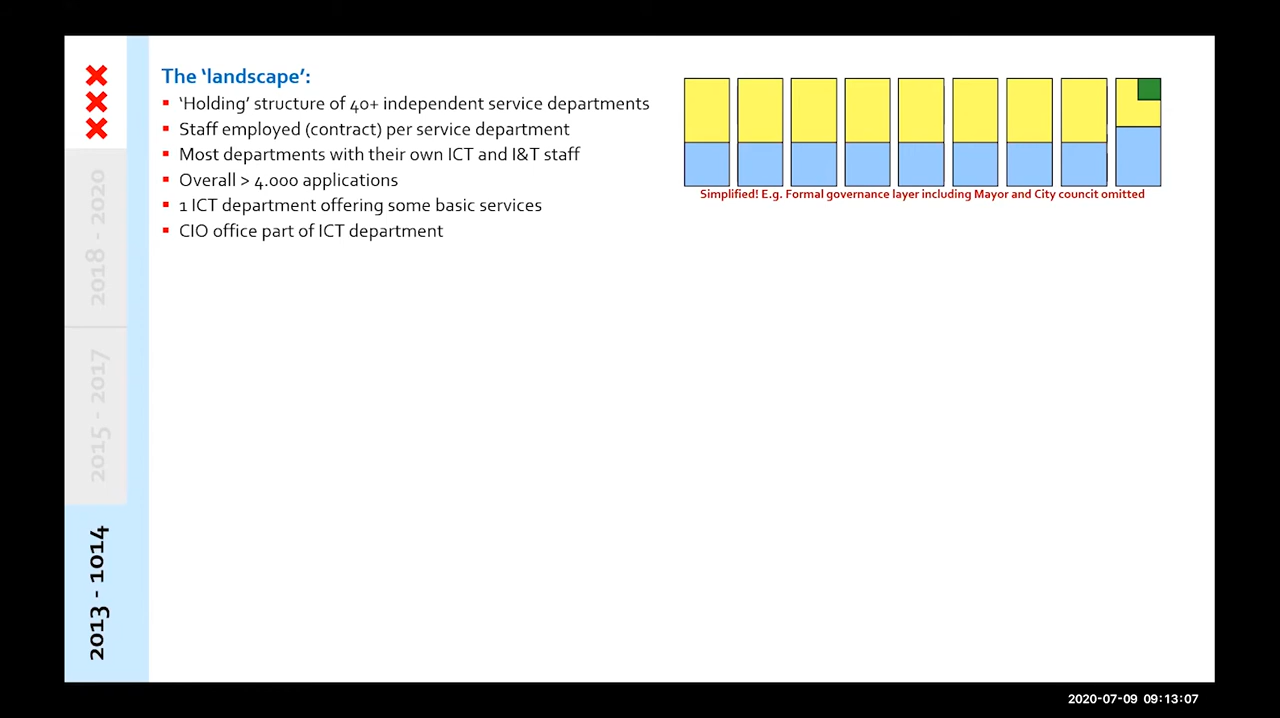 The ‘landscape’:
‘Holding’ structure of 40+ independent service departments
Staff employed (contract) per service department
Most departments with their own ICT and I&T staff
Overall > 4.000 applications
1 ICT department offering some basic services
CIO office part of ICT department
Simplified! E.g. Formal governance layer including Mayor and City council omitted
2018 - 2020
2015 - 2017
2013 - 1014
2020-07-09 09:13:07